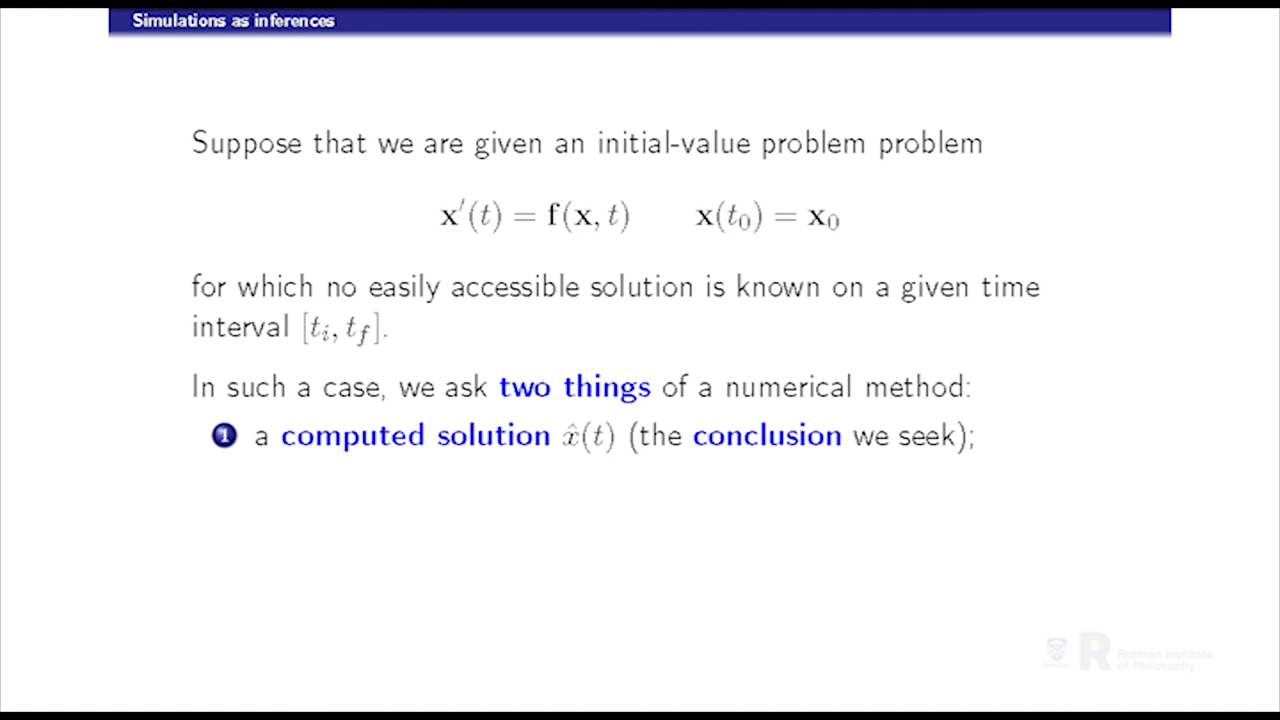 Simulations as inferences
Suppose that we are given an initial-value problem problem
x′(t) = f(x, t)    x(t₀) = x₀
for which no easily accessible solution is known on a given time
interval [tᵢ, t_f].
In such a case, we ask two things of a numerical method:
1 a computed solution x̂(t) (the conclusion we seek);
R Rotman Institute
of Philosophy